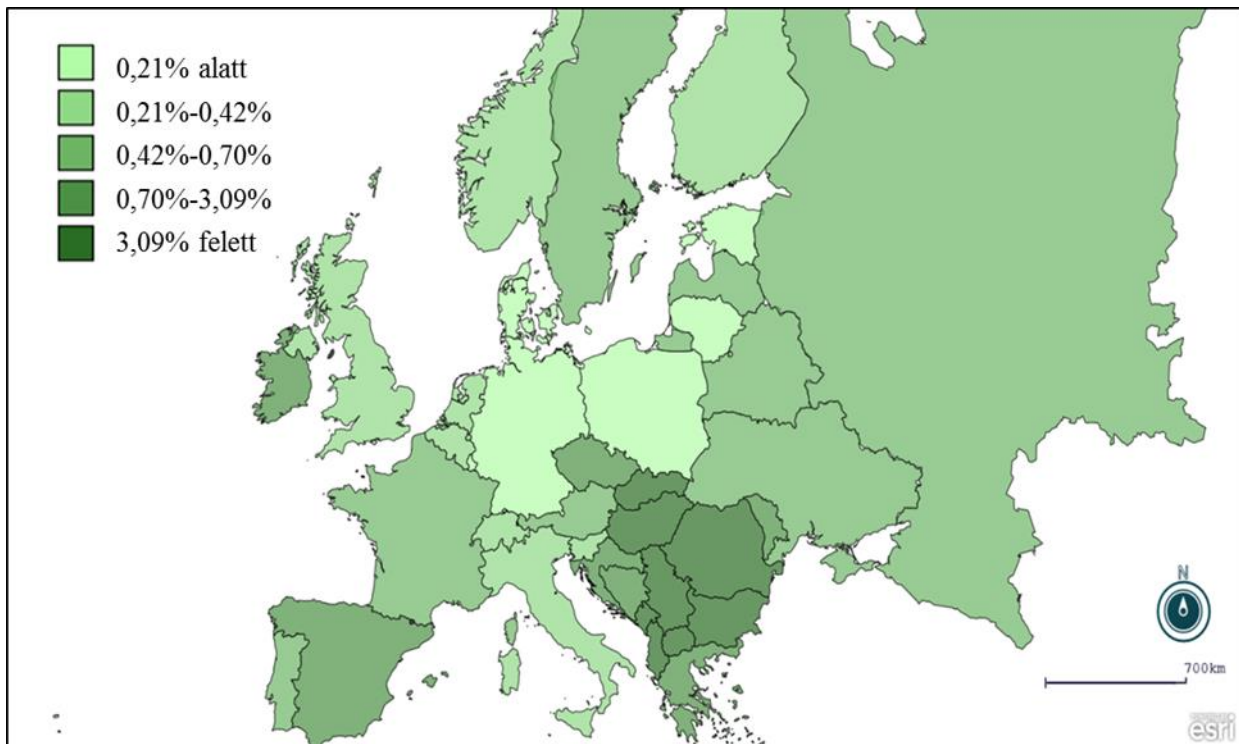 0,21% alatt
0,21%-0,42%
0,42%-0,70%
0,70%-3,09%
3,09% felett
N
700km
esri